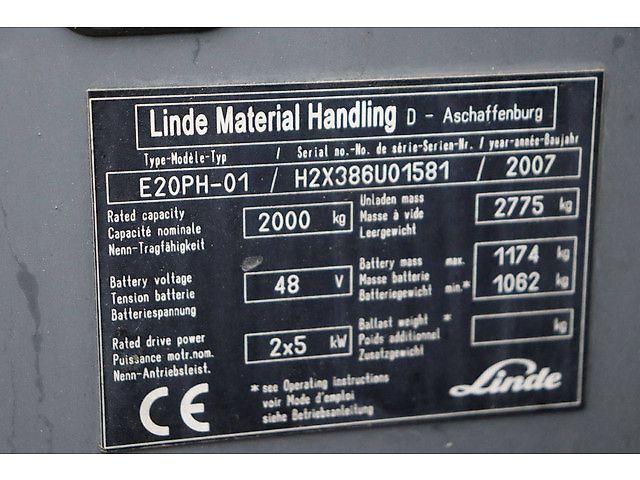 Linde Material Handling D - Aschaffenburg
Type-Modèle-Typ / Serial no.-No. de série-Serien-Nr. / year-année-Baujahr
E20PH-01 / H2X386U01581 / 2007
Rated capacity
Capacité nominale
Nenn-Tragfähigkeit
2000 kg
Unladen mass
Masse à vide
Leergewicht
2775 kg
Battery voltage
Tension batterie
Batteriespannung
48 V
Battery mass max. 1174 kg
Masse batterie
Batteriegewicht min.* 1062 kg
Rated drive power
Puissance motr.nom.
Nenn-Antriebsleist.
2x5 kW
Ballast weight *
Poids additionnel
Zusatzgewicht
kg
CE
* see Operating instructions
voir Mode d'emploi
siehe Betriebsanleitung
Linde